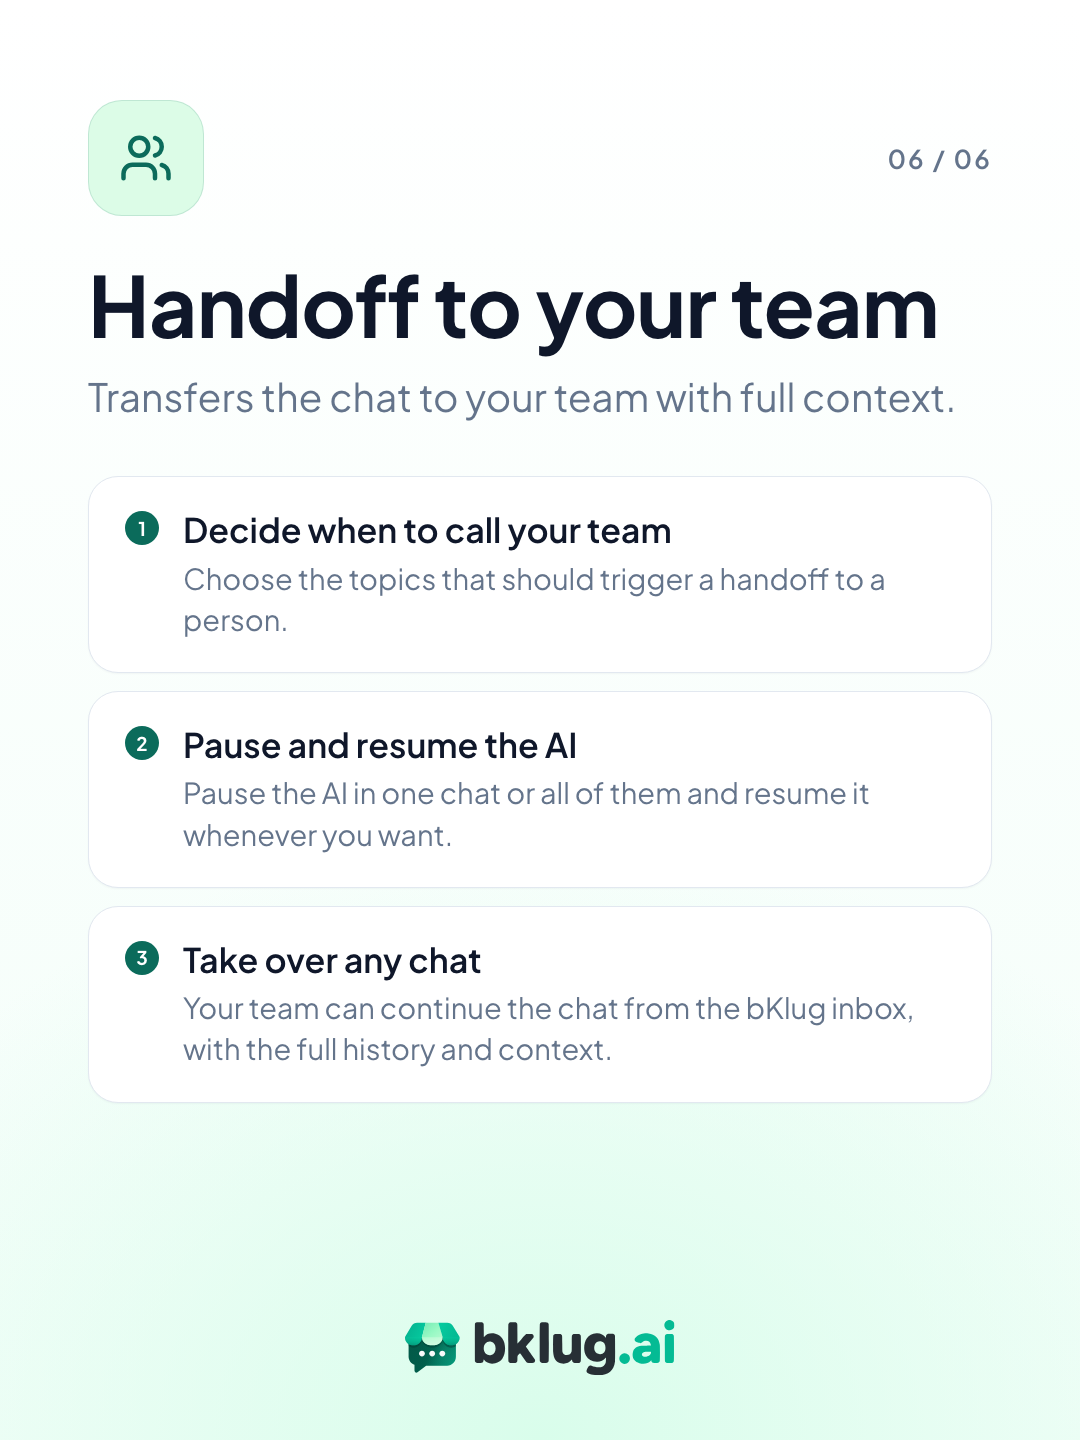 06 / 06
Handoff to your team
Transfers the chat to your team with full context.
1 Decide when to call your team
Choose the topics that should trigger a handoff to a
person.
2 Pause and resume the AI
Pause the AI in one chat or all of them and resume it
whenever you want.
3 Take over any chat
Your team can continue the chat from the bKlug inbox,
with the full history and context.
bklug.ai